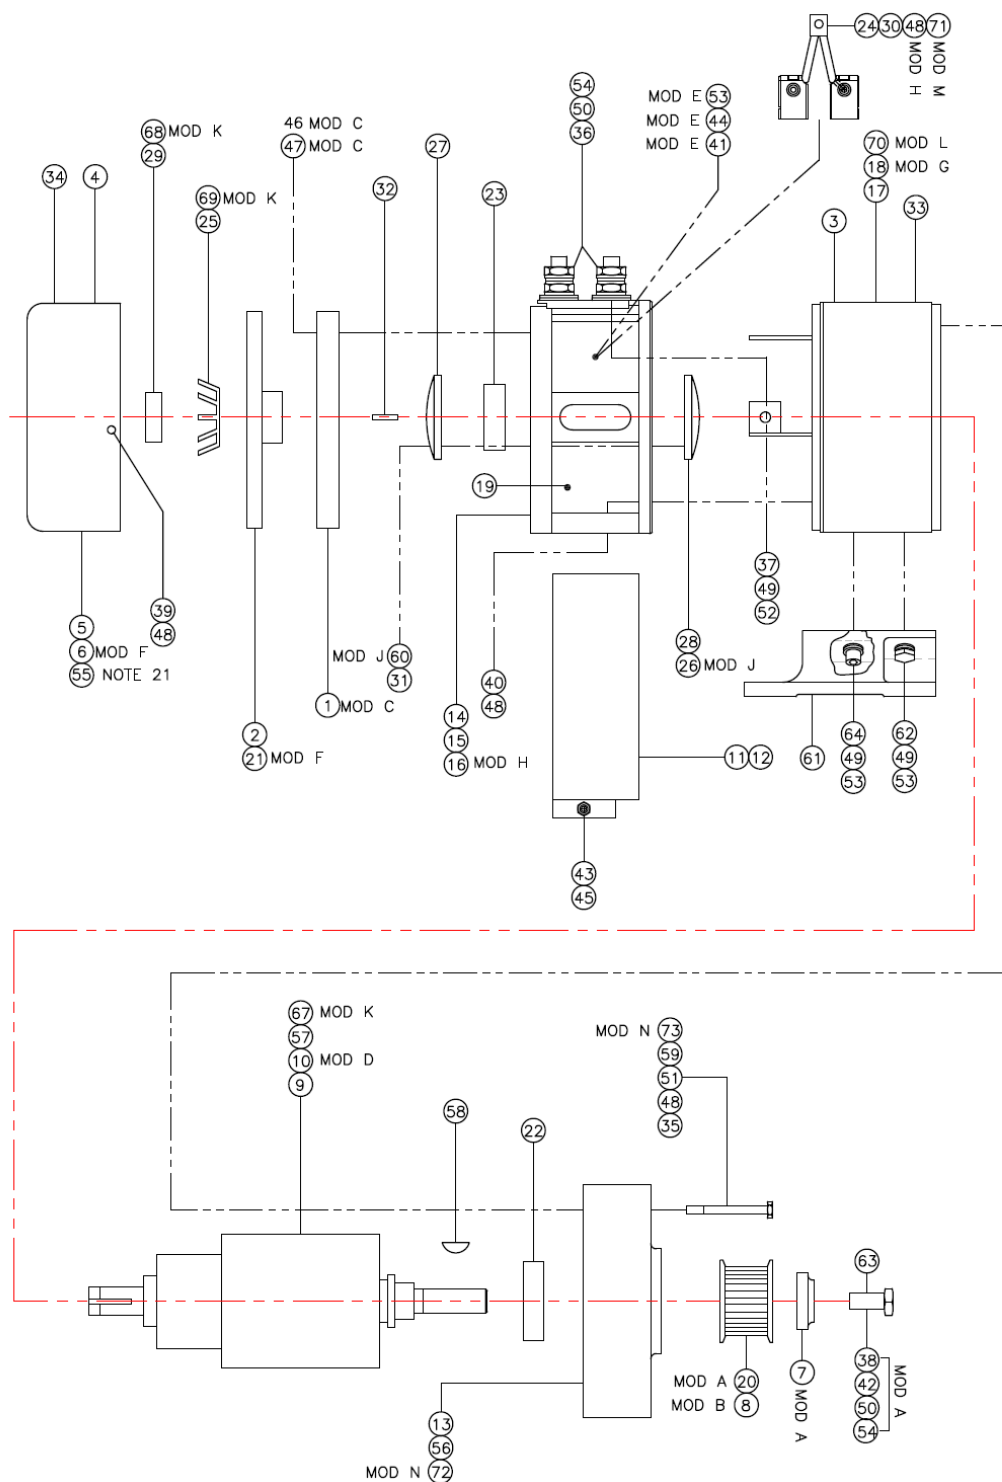 24 30 48 71
MOD H
MOD M
54
50
36
MOD E 53
MOD E 44
MOD E 41
68 MOD K
29
46 MOD C
47 MOD C
27
70 MOD L
18 MOD G
17
34
4
69 MOD K
25
32
23
3
33
19
5
6 MOD F
55 NOTE 21
39
48
MOD J 60
31
1 MOD C
2
21 MOD F
14
15
16 MOD H
40
48
28
26 MOD J
37
49
52
11 12
61
64
49
53
62
49
53
43
45
67 MOD K
57
10 MOD D
9
58
22
MOD N 73
59
51
48
35
63
MOD A 20
MOD B 8
7
MOD A
38
42
50
54
MOD A
13
56
MOD N 72